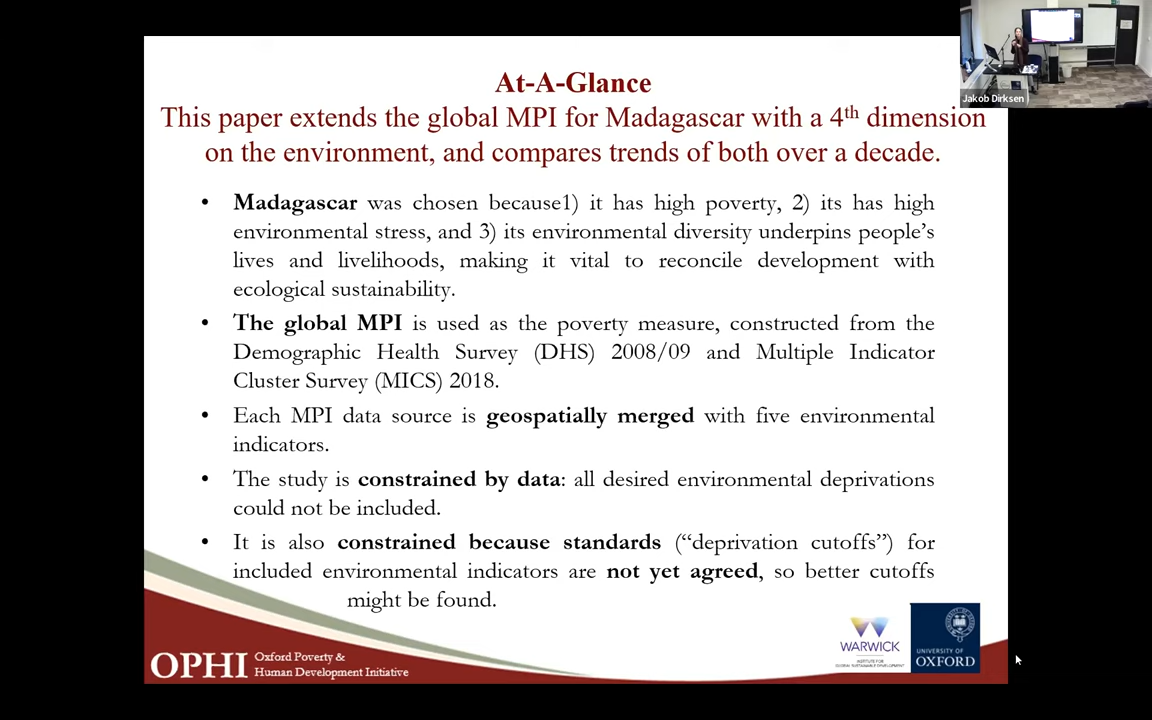 Jakob Dirksen
At-A-Glance
This paper extends the global MPI for Madagascar with a 4th dimension
on the environment, and compares trends of both over a decade.
• Madagascar was chosen because1) it has high poverty, 2) its has high
environmental stress, and 3) its environmental diversity underpins people's
lives and livelihoods, making it vital to reconcile development with
ecological sustainability.
• The global MPI is used as the poverty measure, constructed from the
Demographic Health Survey (DHS) 2008/09 and Multiple Indicator
Cluster Survey (MICS) 2018.
• Each MPI data source is geospatially merged with five environmental
indicators.
• The study is constrained by data: all desired environmental deprivations
could not be included.
• It is also constrained because standards (“deprivation cutoffs”) for
included environmental indicators are not yet agreed, so better cutoffs
might be found.
OPHI
Oxford Poverty &
Human Development Initiative
WARWICK
INSTITUTE FOR
GLOBAL SUSTAINABLE DEVELOPMENT
UNIVERSITY OF
OXFORD